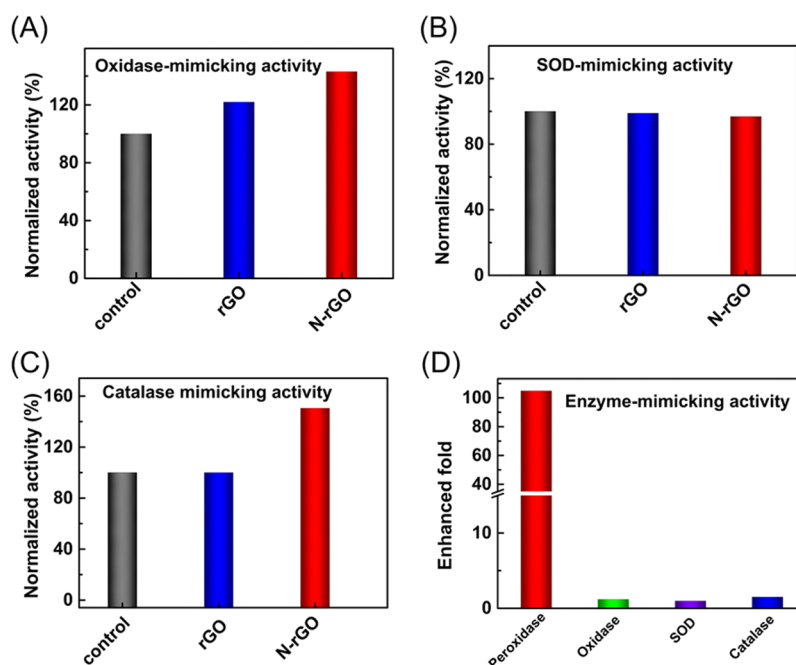 (A)
Oxidase-mimicking activity
Normalized activity (%)
120
80
40
0
control
rGO
N-rGO
(B)
SOD-mimicking activity
Normalized activity (%)
120
80
40
0
control
rGO
N-rGO
(C)
Catalase mimicking activity
Normalized activity (%)
160
120
80
40
0
control
rGO
N-rGO
(D)
Enzyme-mimicking activity
Enhanced fold
100
80
60
40
10
0
Peroxidase
Oxidase
SOD
Catalase